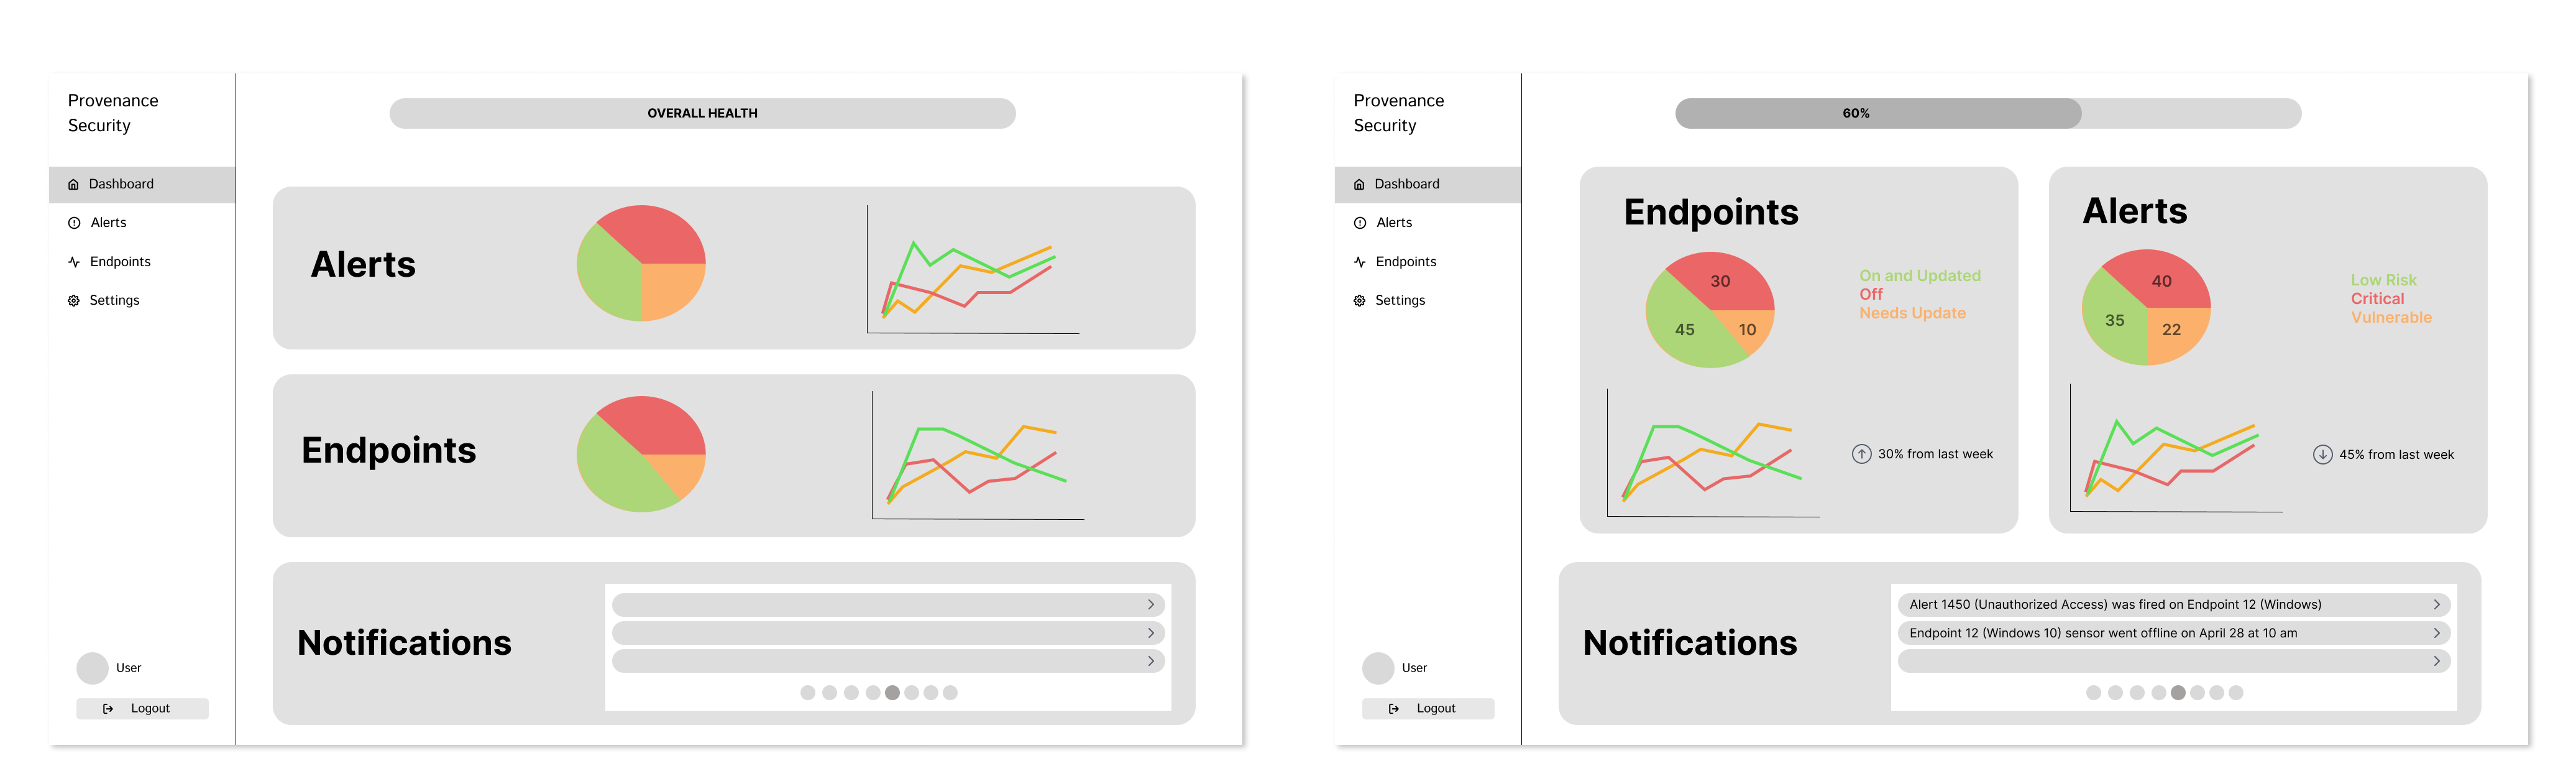 Provenance
Security
Dashboard
Alerts
Endpoints
Settings
User
Logout
OVERALL HEALTH
Alerts
Endpoints
Notifications
Provenance
Security
Dashboard
Alerts
Endpoints
Settings
User
Logout
60%
Endpoints
30
45
10
On and Updated
Off
Needs Update
30% from last week
Alerts
40
35
22
Low Risk
Critical
Vulnerable
45% from last week
Notifications
Alert 1450 (Unauthorized Access) was fired on Endpoint 12 (Windows)
Endpoint 12 (Windows 10) sensor went offline on April 28 at 10 am